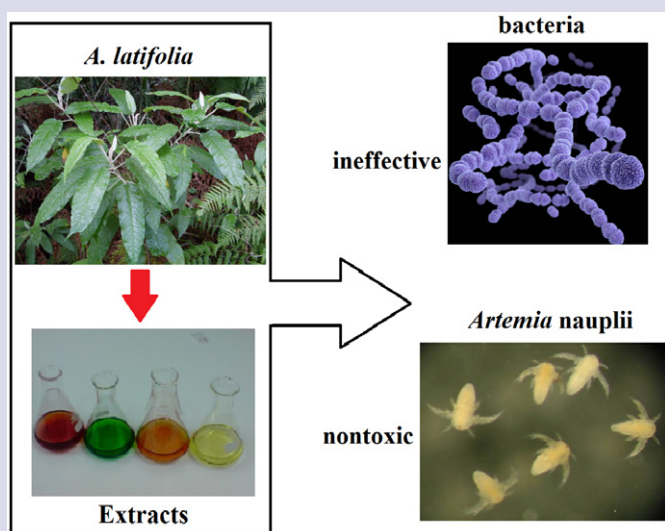 bacteria
A. latifolia
ineffective
Artemia nauplii
nontoxic
Extracts